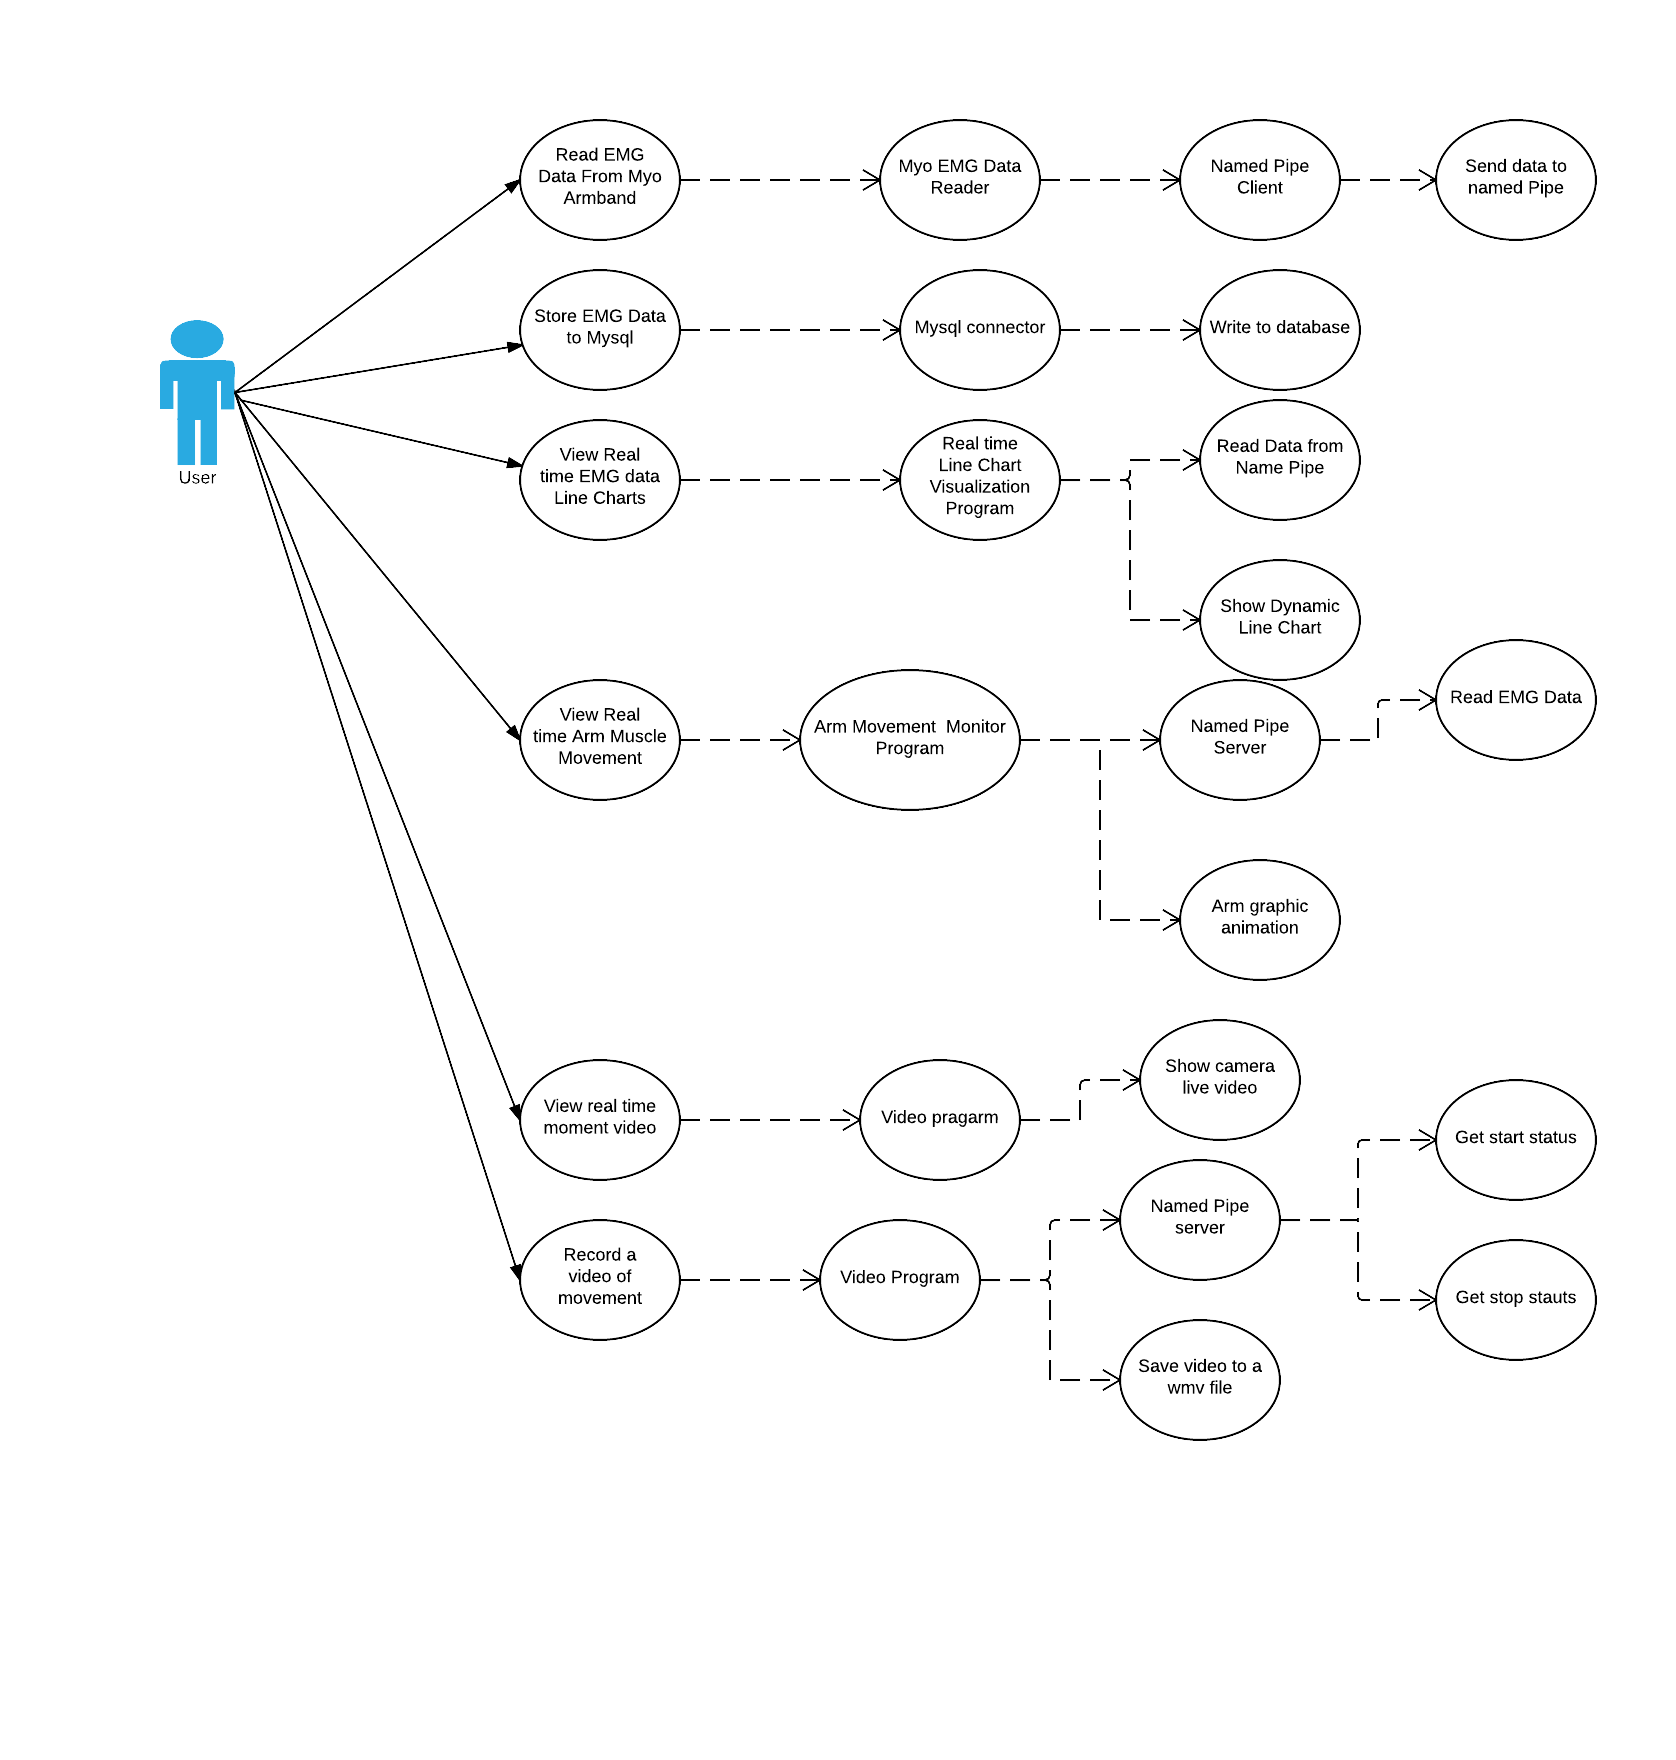 Read EMG
Data From Myo
Armband
Myo EMG Data
Reader
Named Pipe
Client
Send data to
named Pipe
Store EMG Data
to Mysql
Mysql connector
Write to database
User
View Real
time EMG data
Line Charts
Real time
Line Chart
Visualization
Program
Read Data from
Name Pipe
Show Dynamic
Line Chart
View Real
time Arm Muscle
Movement
Arm Movement  Monitor
Program
Named Pipe
Server
Read EMG Data
Arm graphic
animation
View real time
moment video
Video pragarm
Show camera
live video
Record a
video of
movement
Video Program
Named Pipe
server
Get start status
Get stop stauts
Save video to a
wmv file